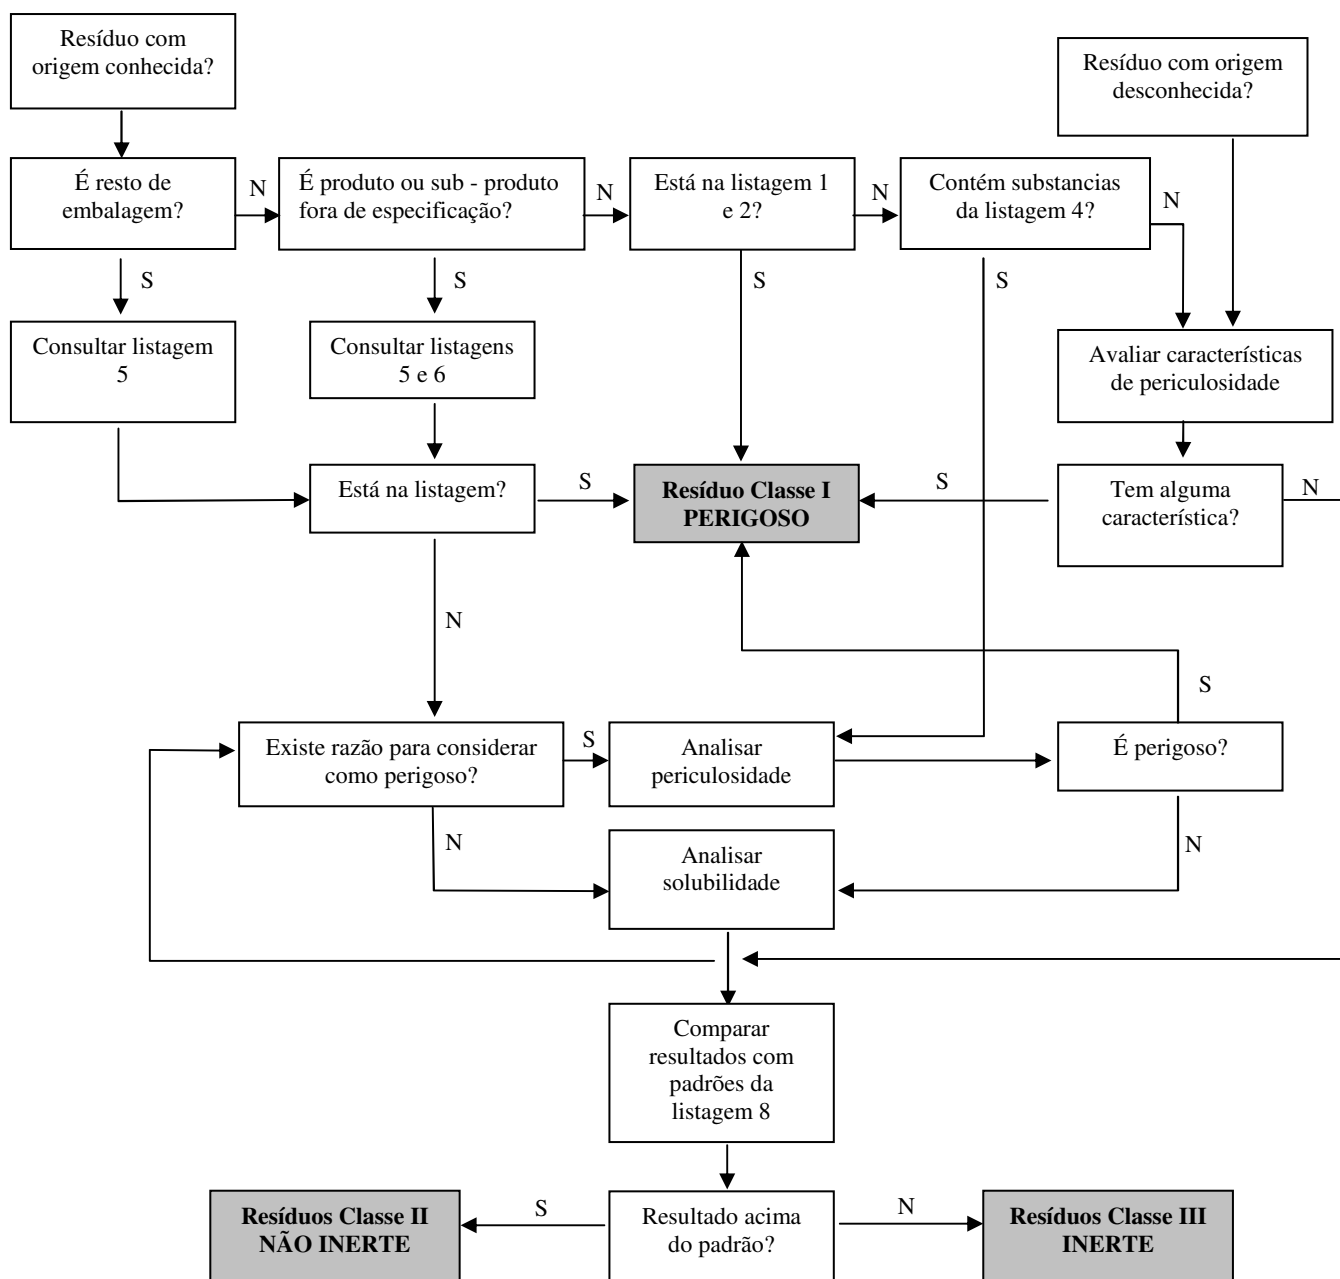 Resíduo com
origem conhecida?
Resíduo com origem
desconhecida?
É resto de
embalagem?
N
É produto ou sub - produto
fora de especificação?
N
Está na listagem 1
e 2?
N
Contém substancias
da listagem 4?
N
S
S
S
S
Consultar listagem
5
Consultar listagens
5 e 6
Avaliar características
de periculosidade
Está na listagem?
S
Resíduo Classe I
PERIGOSO
S
Tem alguma
característica?
N
N
S
Existe razão para considerar
como perigoso?
S
Analisar
periculosidade
É perigoso?
N
Analisar
solubilidade
N
Comparar
resultados com
padrões da
listagem 8
Resíduos Classe II
NÃO INERTE
S
Resultado acima
do padrão?
N
Resíduos Classe III
INERTE